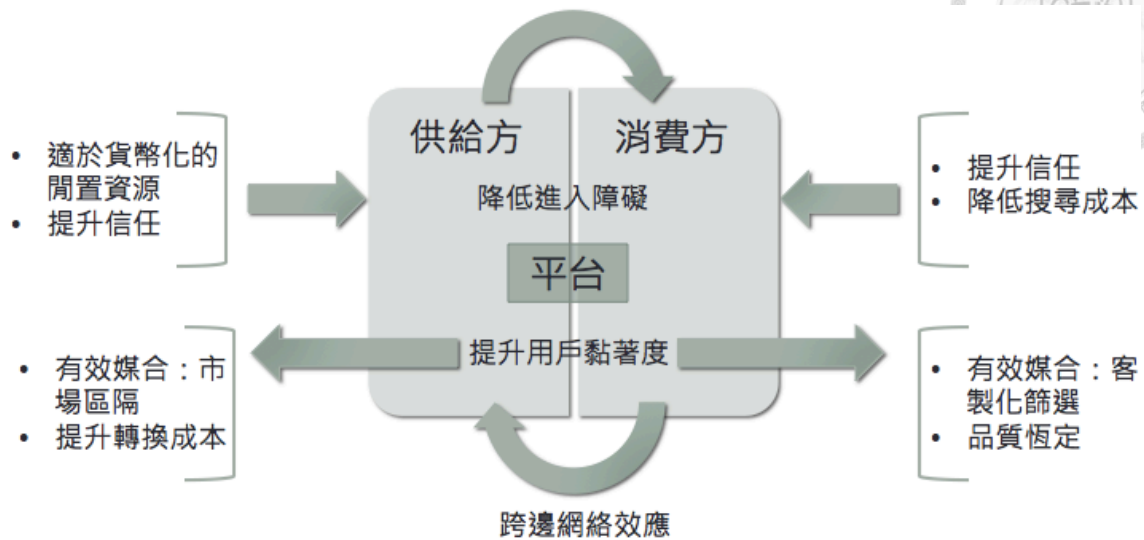 供給方
消費方
• 適於貨幣化的
閒置資源
• 提升信任
降低進入障礙
• 提升信任
• 降低搜尋成本
平台
提升用戶黏著度
• 有效媒合：市
場區隔
• 提升轉換成本
• 有效媒合：客
製化篩選
• 品質恆定
跨邊網絡效應